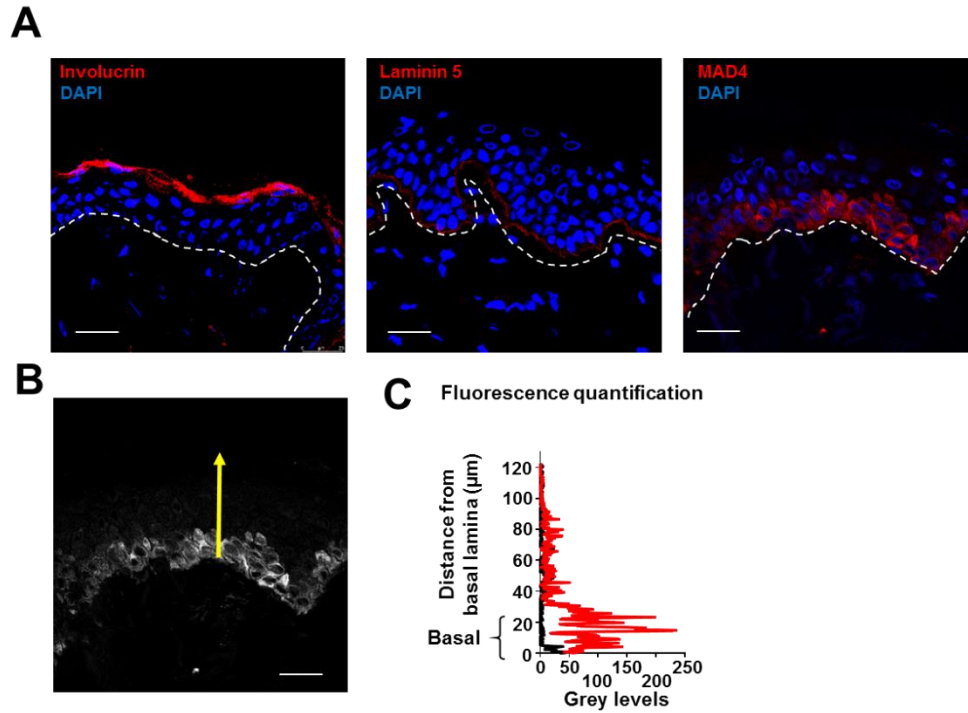 A
Involucrin
DAPI
Laminin 5
DAPI
MAD4
DAPI
B
C
Fluorescence quantification
Distance from
basal lamina (µm)
120
100
80
60
40
20
0
Basal
0 50 150 250
100 200
Grey levels